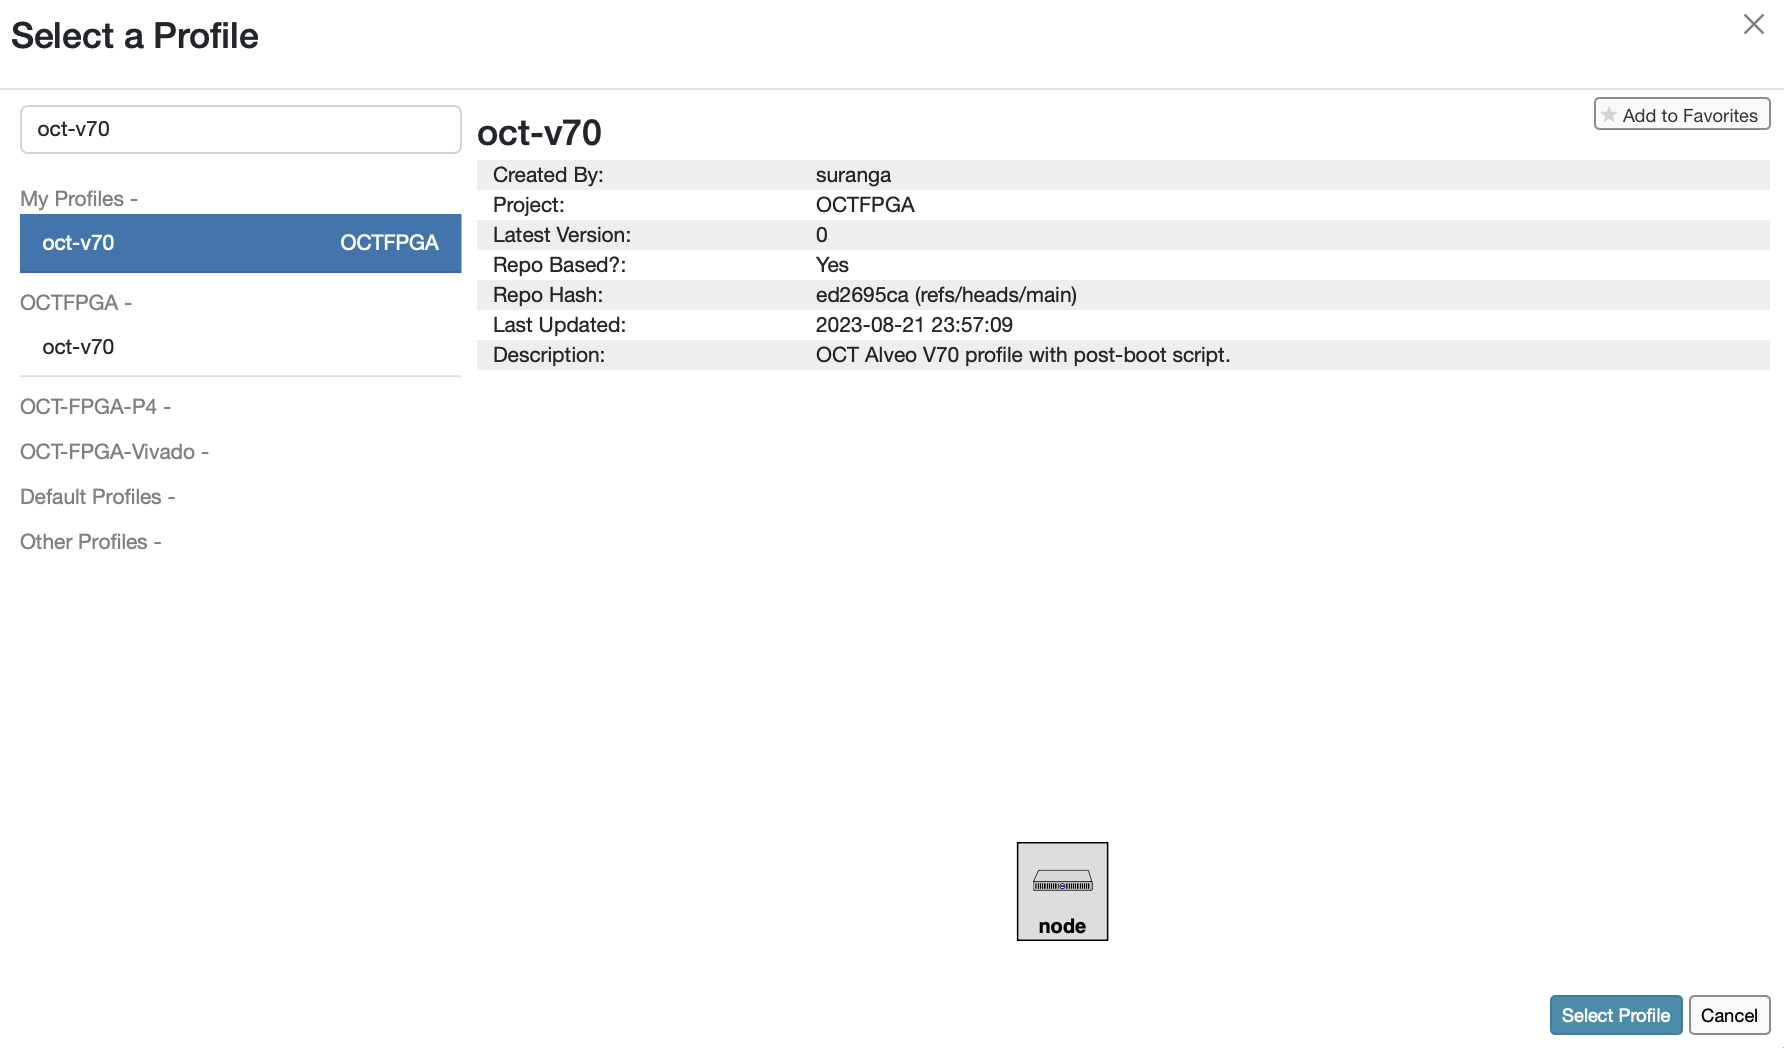 Select a Profile
oct-v70
My Profiles -
oct-v70 OCTFPGA
OCTFPGA -
oct-v70
OCT-FPGA-P4 -
OCT-FPGA-Vivado -
Default Profiles -
Other Profiles -
Add to Favorites
oct-v70
Created By: suranga
Project: OCTFPGA
Latest Version: 0
Repo Based?: Yes
Repo Hash: ed2695ca (refs/heads/main)
Last Updated: 2023-08-21 23:57:09
Description: OCT Alveo V70 profile with post-boot script.
node
Select Profile Cancel